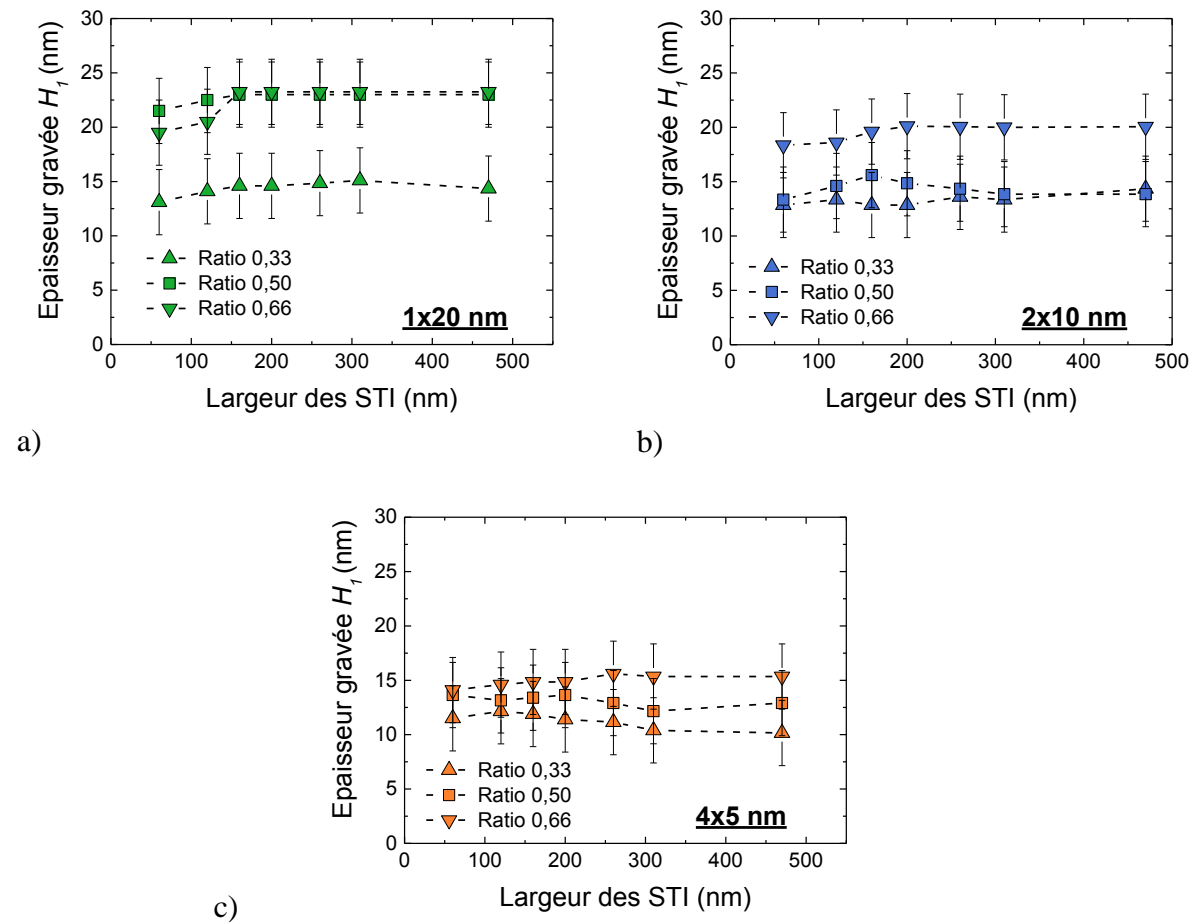 30
25
20
15
10
5
0
Epaisseur gravée H1 (nm)
Ratio 0,33
Ratio 0,50
Ratio 0,66
1x20 nm
0 100 200 300 400 500
Largeur des STI (nm)
a)
30
25
20
15
10
5
0
Epaisseur gravée H1 (nm)
Ratio 0,33
Ratio 0,50
Ratio 0,66
2x10 nm
0 100 200 300 400 500
Largeur des STI (nm)
b)
30
25
20
15
10
5
0
Epaisseur gravée H1 (nm)
Ratio 0,33
Ratio 0,50
Ratio 0,66
4x5 nm
0 100 200 300 400 500
Largeur des STI (nm)
c)